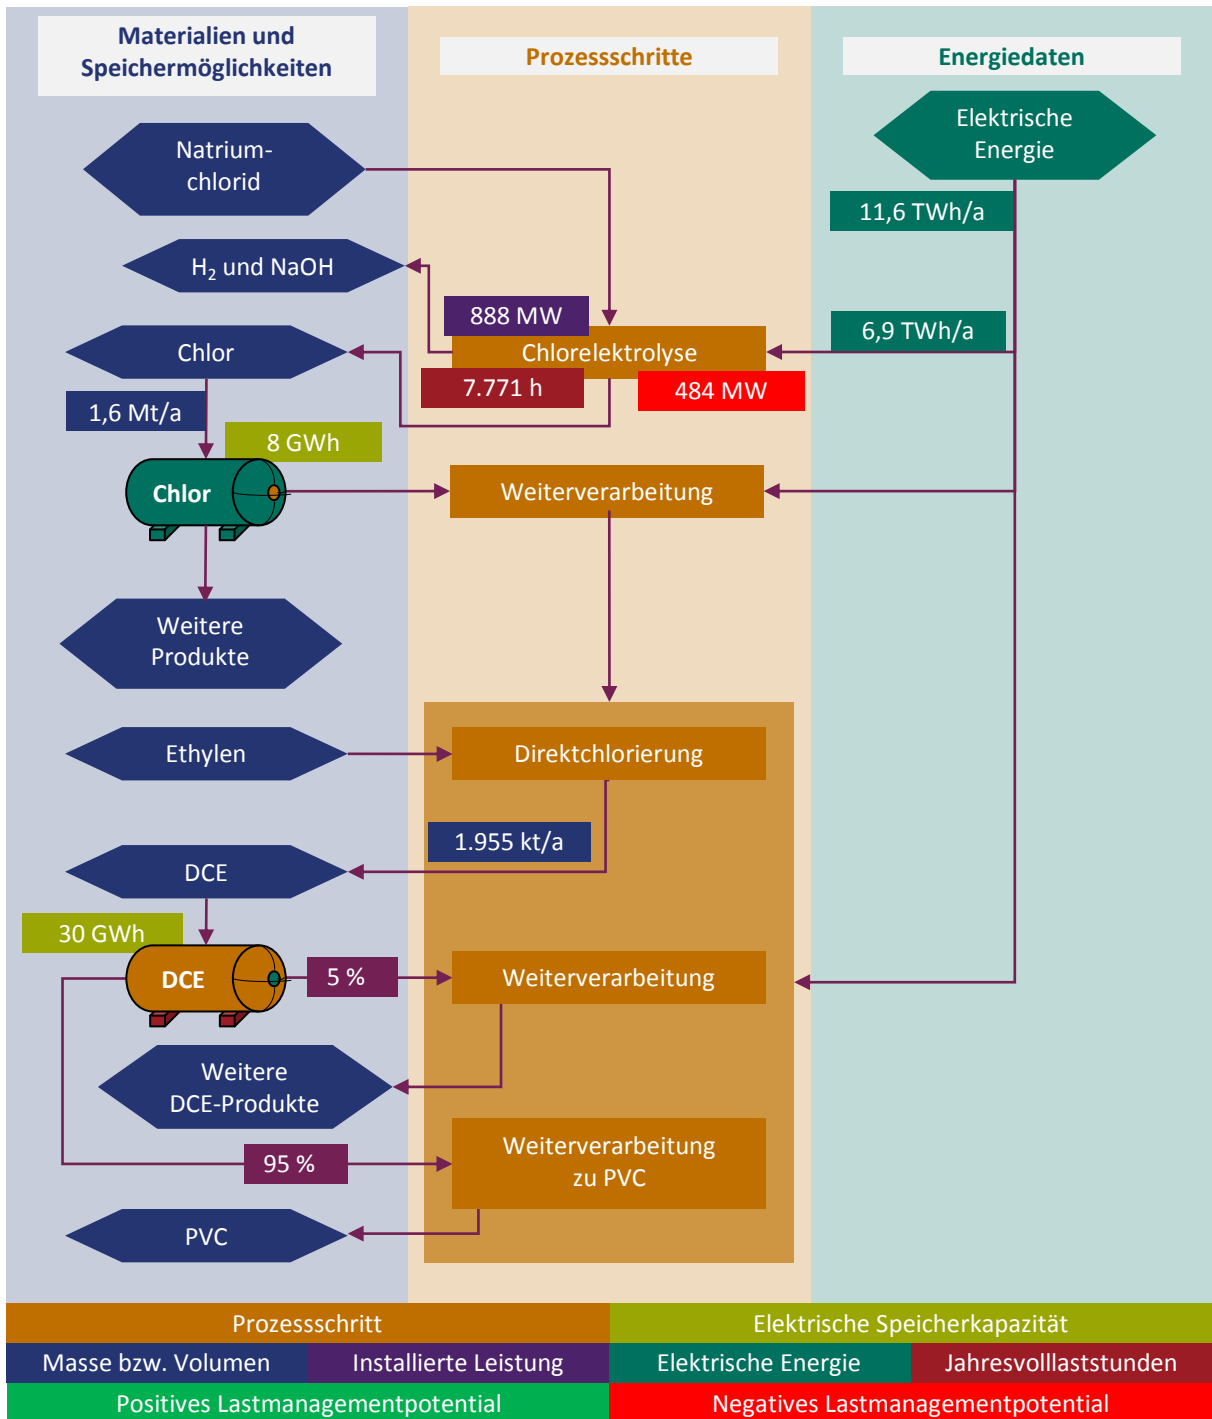 Materialien und
Speichermöglichkeiten
Prozessschritte
Energiedaten
Elektrische
Energie
Natrium-
chlorid
11,6 TWh/a
H₂ und NaOH
888 MW
6,9 TWh/a
Chlor
Chlorelektrolyse
7.771 h
484 MW
1,6 Mt/a
8 GWh
Chlor
Weiterverarbeitung
Weitere
Produkte
Ethylen
Direktchlorierung
1.955 kt/a
DCE
30 GWh
DCE
5 %
Weiterverarbeitung
Weitere
DCE-Produkte
95 %
Weiterverarbeitung
zu PVC
PVC
Prozessschritt
Elektrische Speicherkapazität
Masse bzw. Volumen
Installierte Leistung
Elektrische Energie
Jahresvolllaststunden
Positives Lastmanagementpotential
Negatives Lastmanagementpotential